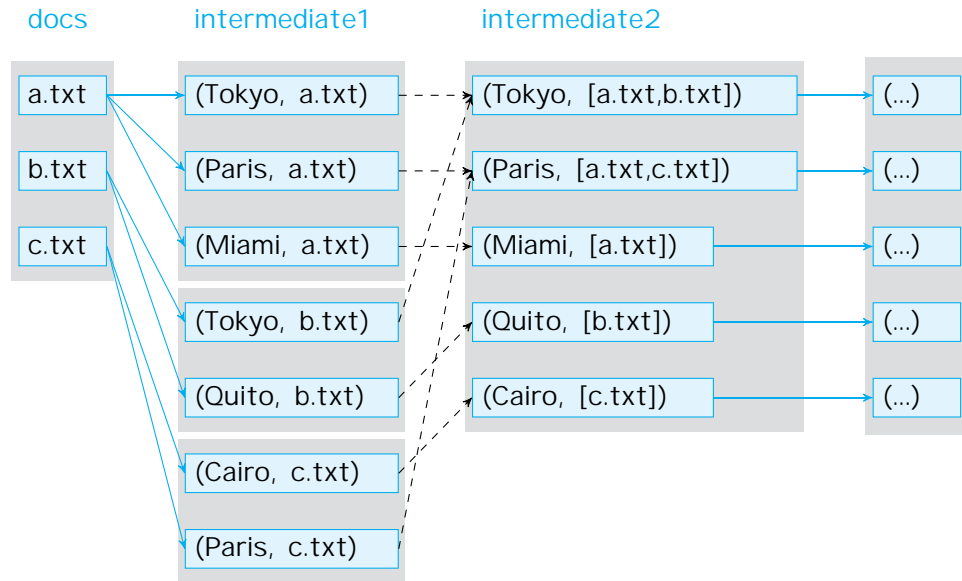 docs intermediate1 intermediate2
a.txt (Tokyo, a.txt) (Tokyo, [a.txt,b.txt]) (...)
b.txt (Paris, a.txt) (Paris, [a.txt,c.txt]) (...)
c.txt (Miami, a.txt) (Miami, [a.txt]) (...)
(Tokyo, b.txt) (Quito, [b.txt]) (...)
(Quito, b.txt) (Cairo, [c.txt]) (...)
(Cairo, c.txt)
(Paris, c.txt)